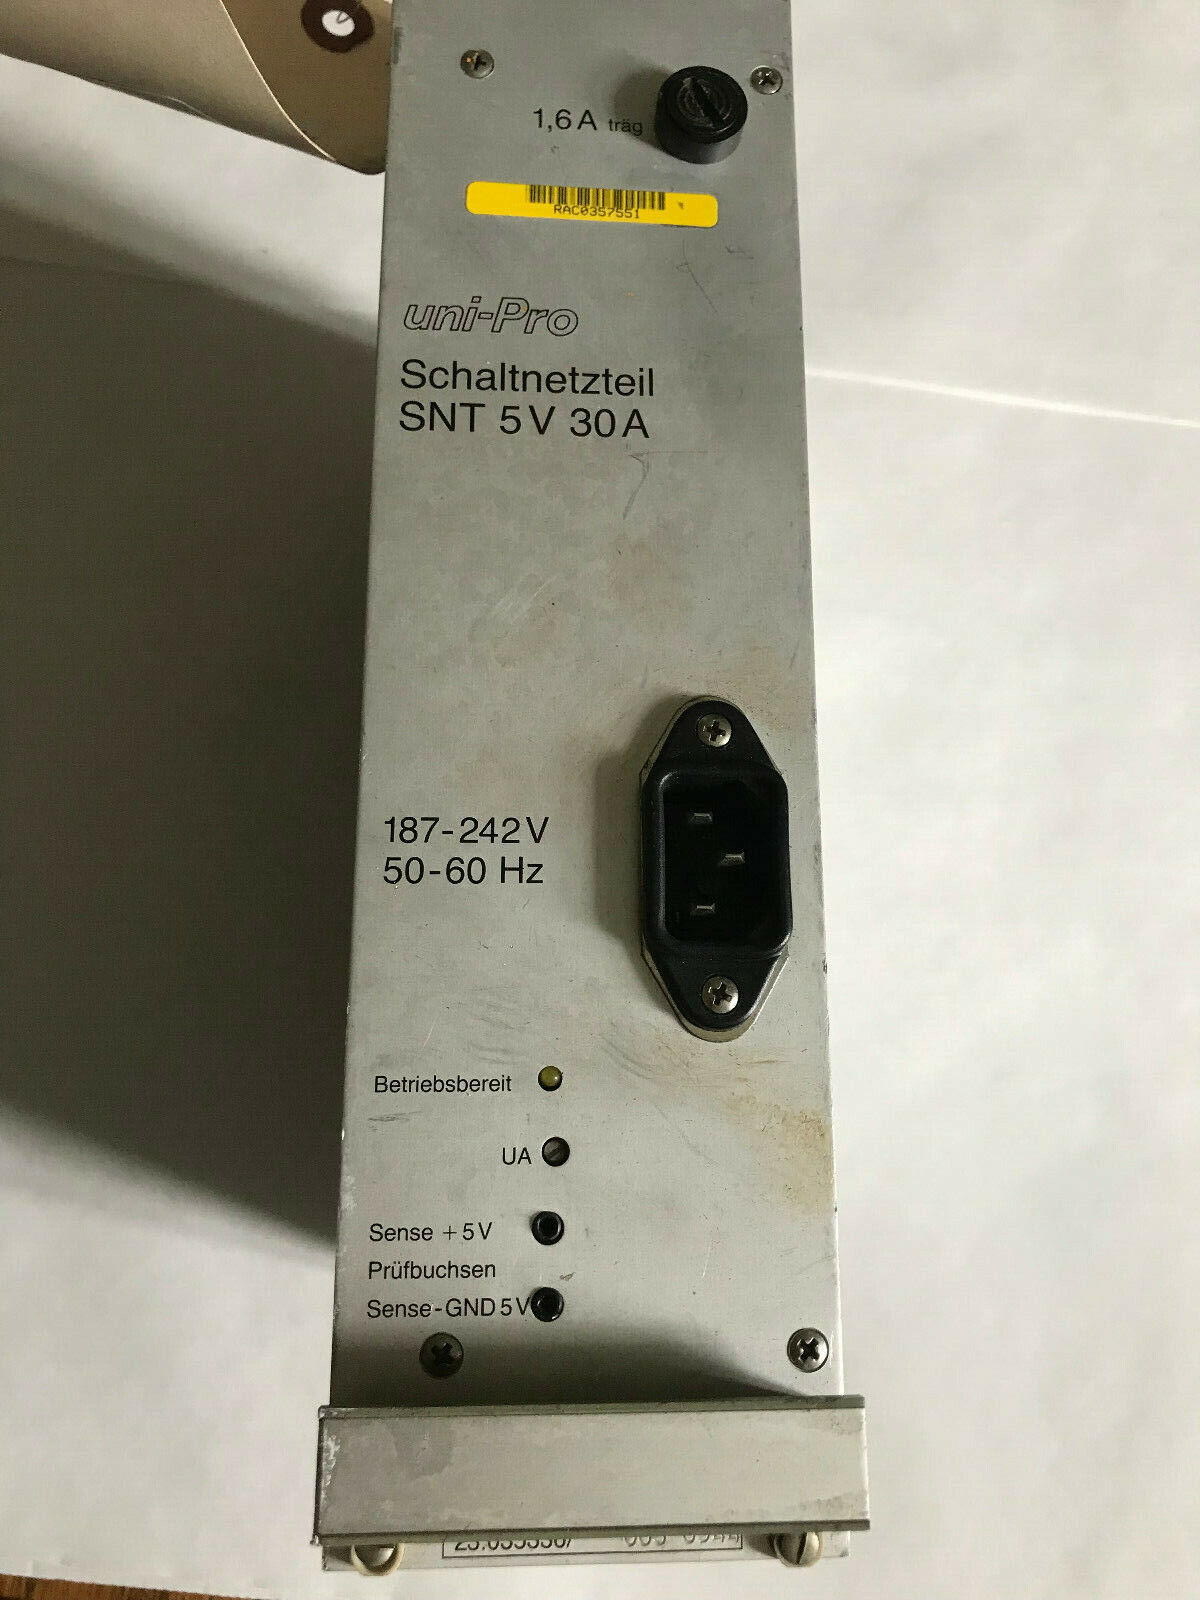 1,6 A träg
RAC0357551
uni-Pro
Schaltnetzteil
SNT 5V 30A
187-242V
50-60 Hz
Betriebsbereit
UA
Sense +5V
Prüfbuchsen
Sense-GND 5V